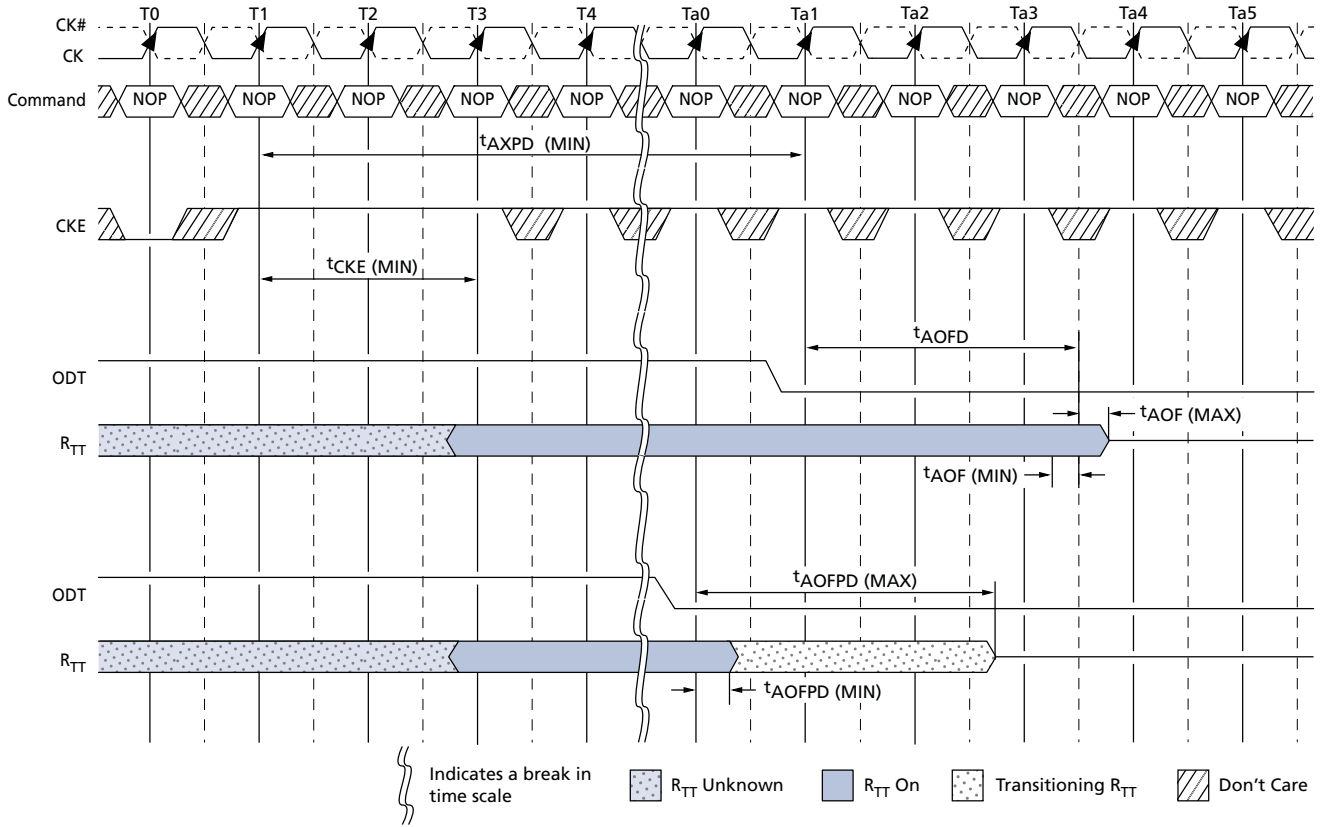 T0 T1 T2 T3 T4 Ta0 Ta1 Ta2 Ta3 Ta4 Ta5
CK#
CK
Command NOP NOP NOP NOP NOP NOP NOP NOP NOP NOP NOP
tAXPD (MIN)
CKE
tCKE (MIN)
tAOFD
ODT
tAOF (MAX)
RTT
tAOF (MIN)
tAOFPD (MAX)
ODT
RTT
tAOFPD (MIN)
Indicates a break in
time scale
RTT Unknown
RTT On
Transitioning RTT
Don't Care